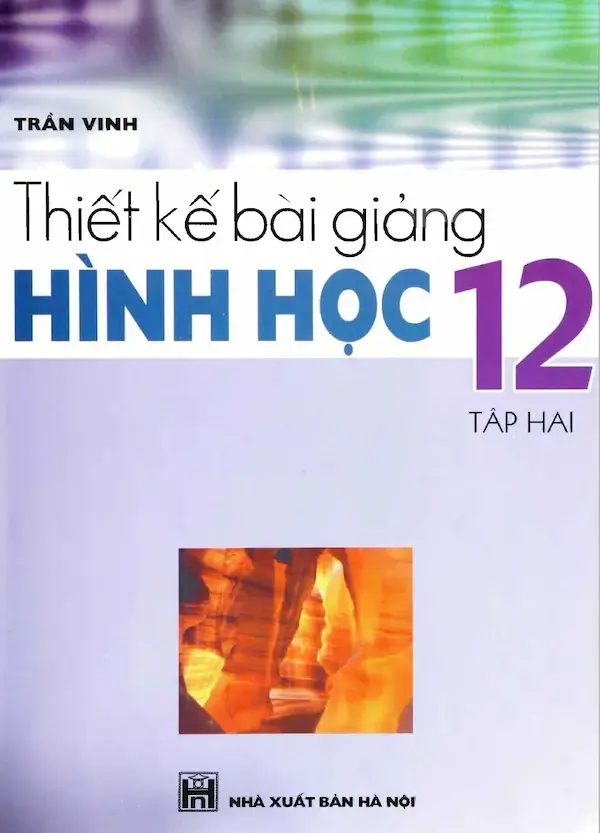 TRẦN VINH
Thiết kế bài giảng
HÌNH HỌC 12
TẬP HAI
NHÀ XUẤT BẢN HÀ NỘI